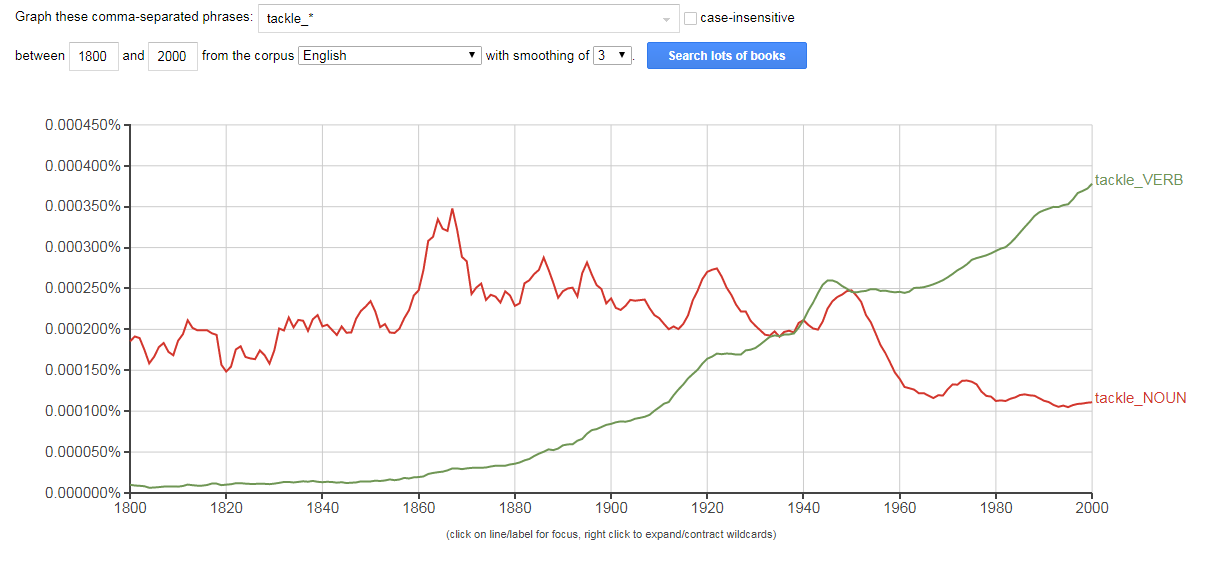 Graph these comma-separated phrases: tackle_* case-insensitive
between 1800 and 2000 from the corpus English with smoothing of 3 . Search lots of books
0.000450%
0.000400%
0.000350%
0.000300%
0.000250%
0.000200%
0.000150%
0.000100%
0.000050%
0.000000%
tackle_VERB
tackle_NOUN
1800 1820 1840 1860 1880 1900 1920 1940 1960 1980 2000
(click on line/label for focus, right click to expand/contract wildcards)